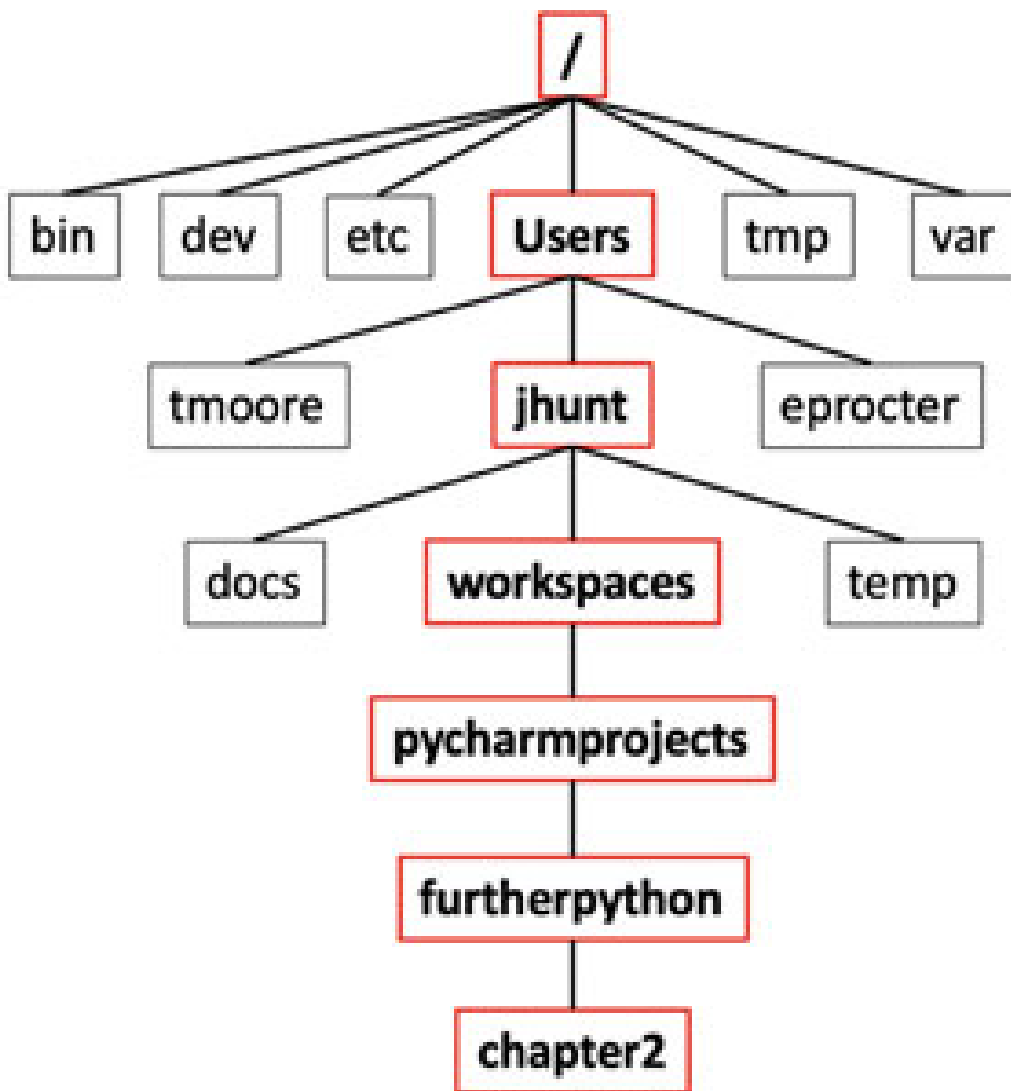 /
bin dev etc Users tmp var
tmoore jhunt eprocter
docs workspaces temp
pycharmprojects
furtherpython
chapter2